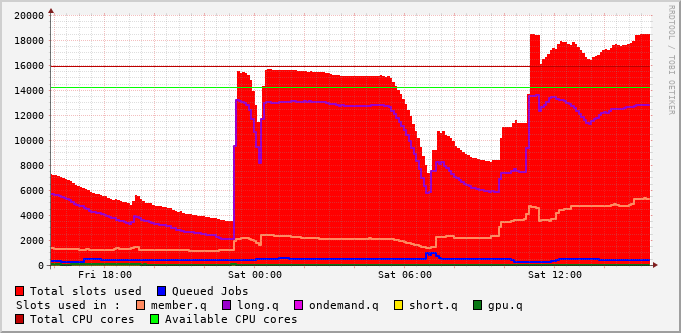 20000
18000
16000
14000
12000
10000
8000
6000
4000
2000
0
Fri 18:00 Sat 00:00 Sat 06:00 Sat 12:00
RRDTOOL / TOBI OETIKER
Total slots used Queued Jobs
Slots used in : member.q long.q ondemand.q short.q gpu.q
Total CPU cores Available CPU cores